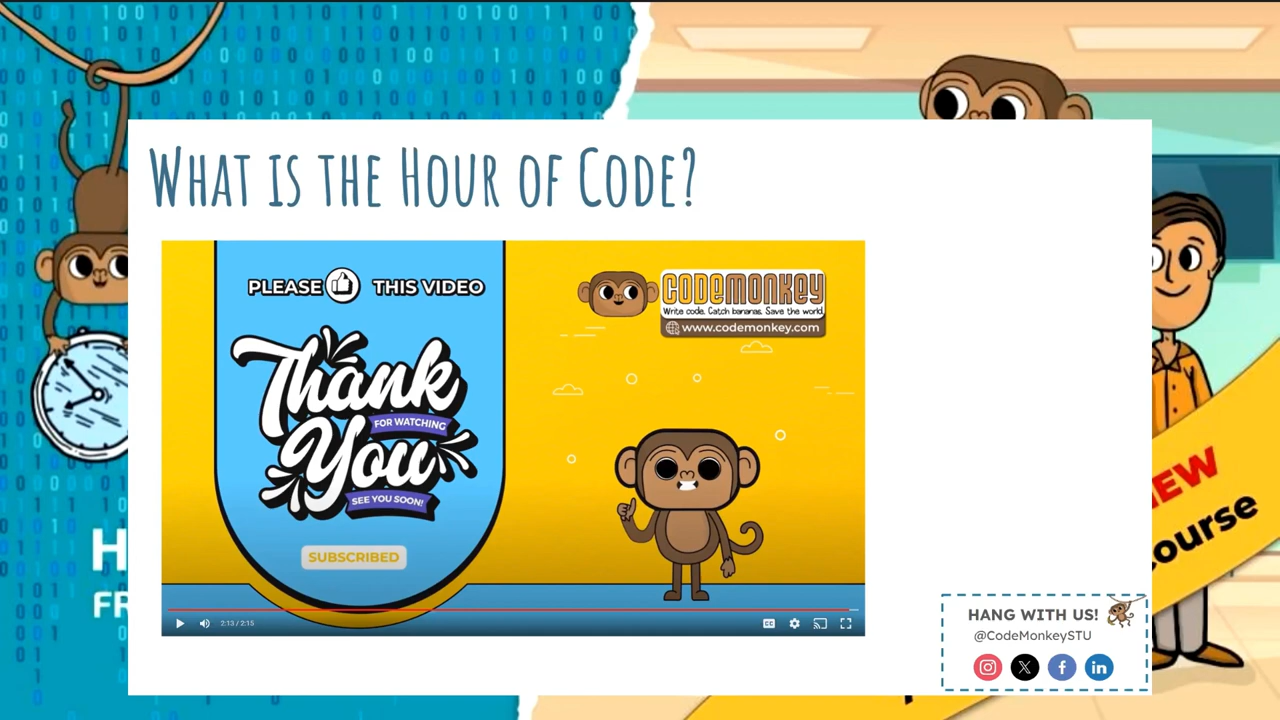 WHAT IS THE HOUR OF CODE?
PLEASE THIS VIDEO
Thank
FOR WATCHING
You
SEE YOU SOON!
SUBSCRIBED
CODEMONKEY
Write code. Catch bananas. Save the world
www.codemonkey.com
2:13 / 2:15
CC
H
FR
EW
ourse
HANG WITH US!
@CodeMonkeySTU